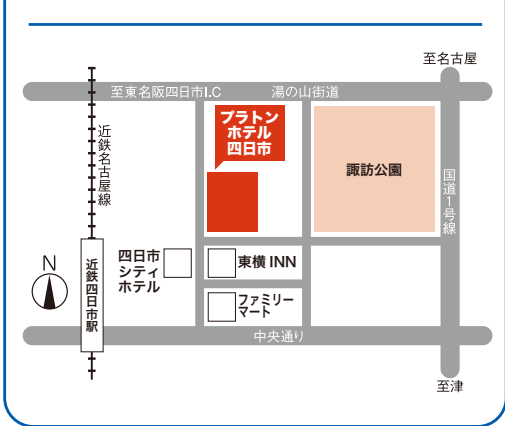 至名古屋
至東名阪四日市I.C
湯の山街道
プラトン
ホテル
四日市
近鉄名古屋線
諏訪公園
国道1号線
四日市
シティ
ホテル
東横 INN
N
近鉄四日市駅
ファミリー
マート
中央通り
至津